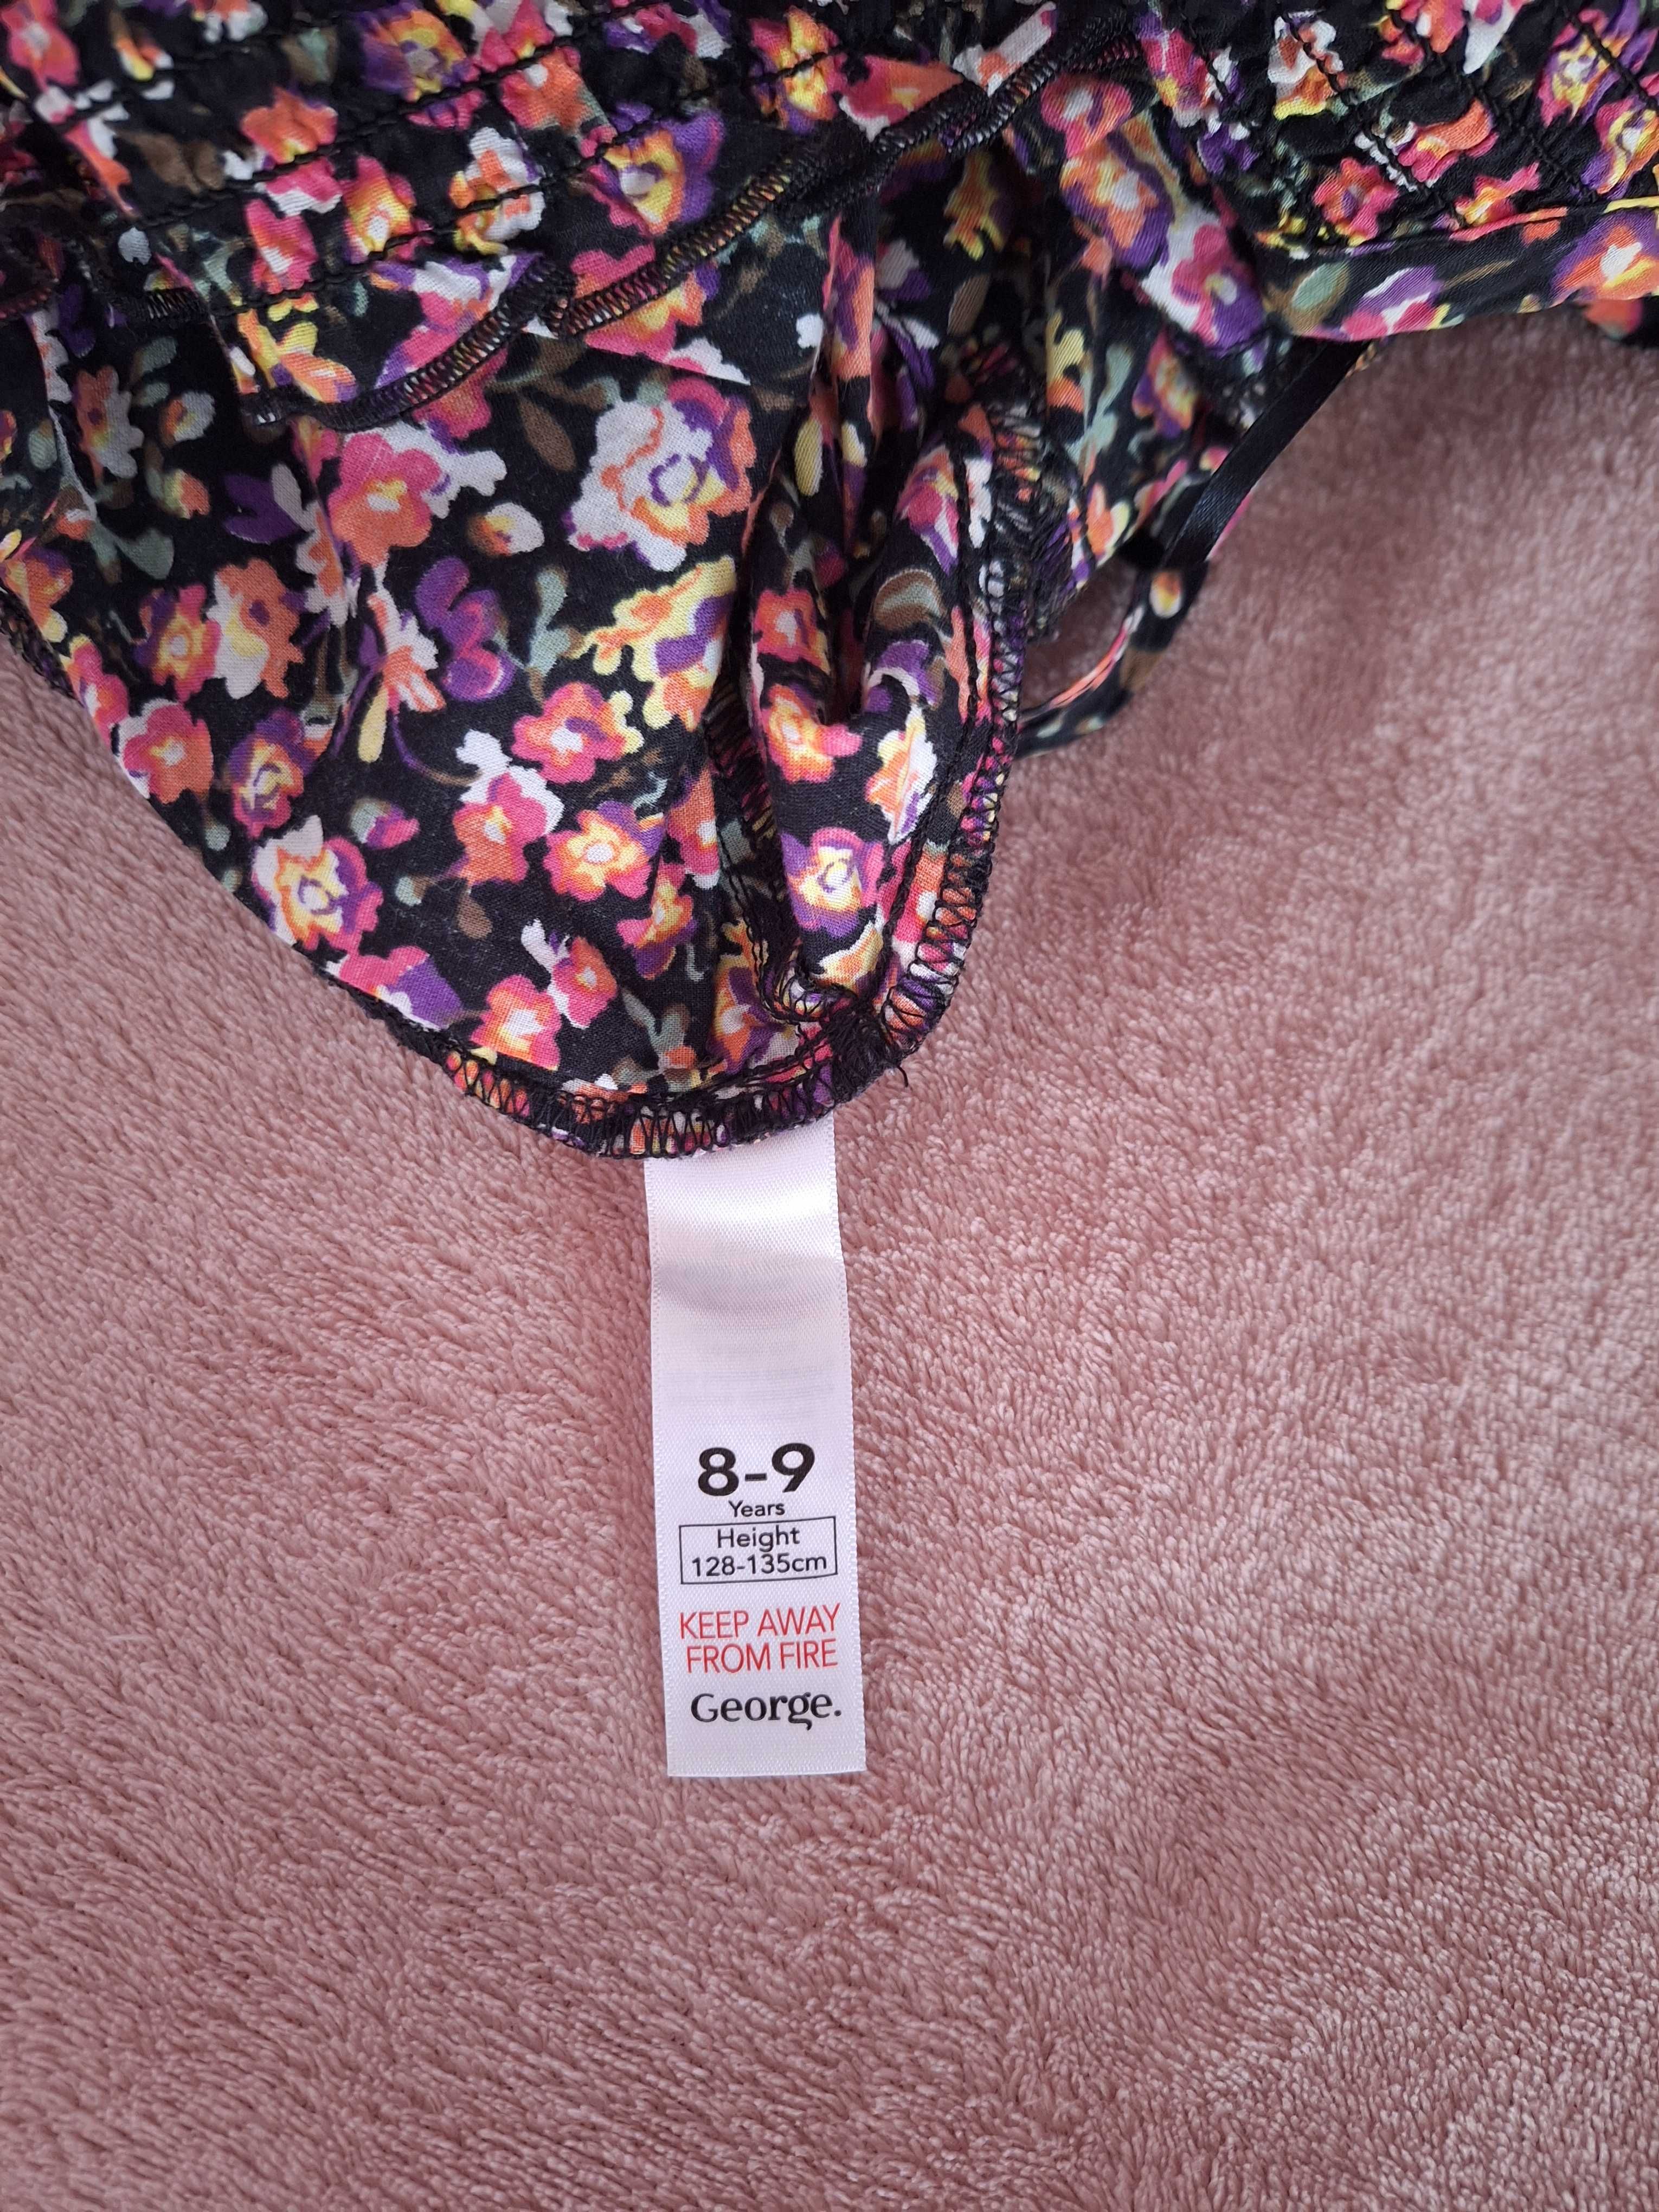 8-9
Years
Height
128-135cm
KEEP AWAY
FROM FIRE
George.